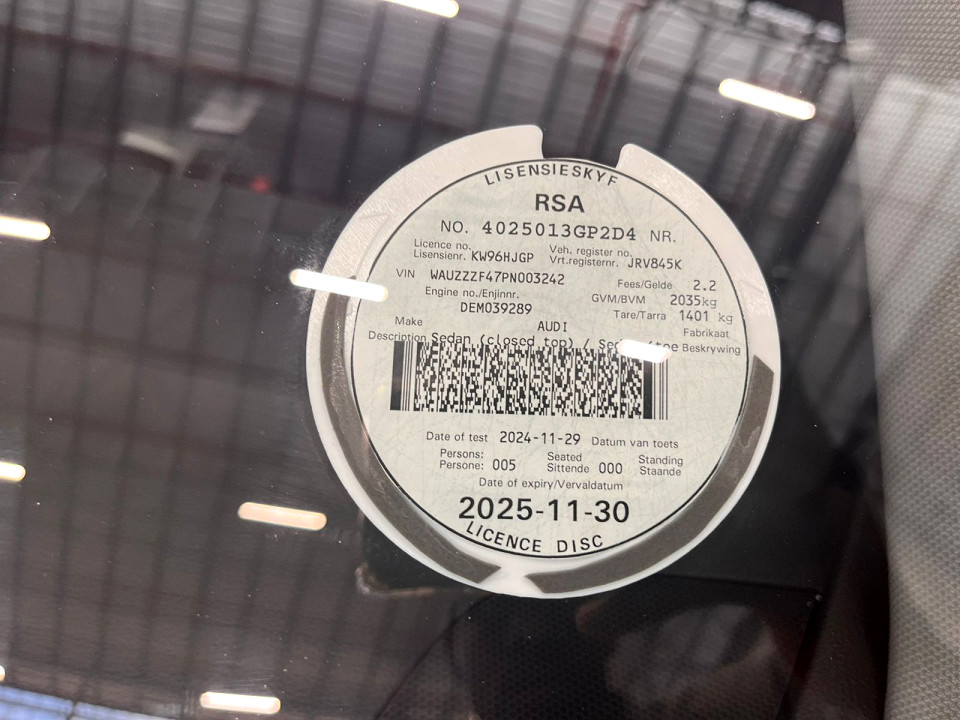 LISENSIESKYF
RSA
NO. 4025013GP2D4 NR.
Licence no. Veh. register no.
Lisensienr. KW96HJGP Vrt.registernr. JRV845K
VIN WAUZZZF47PN003242 Fees/Gelde 2.2
Engine no./Enjinnr. GVM/BVM 2035kg
DEM039289 Tare/Tarra 1401 kg
Make AUDI Fabrikaat
Description Sedan (closed top) / Beskrywing
Date of test 2024-11-29 Datum van toets
Persons: Seated Standing
Persone: 005 Sittende 000 Staande
Date of expiry/Vervaldatum
2025-11-30
LICENCE DISC